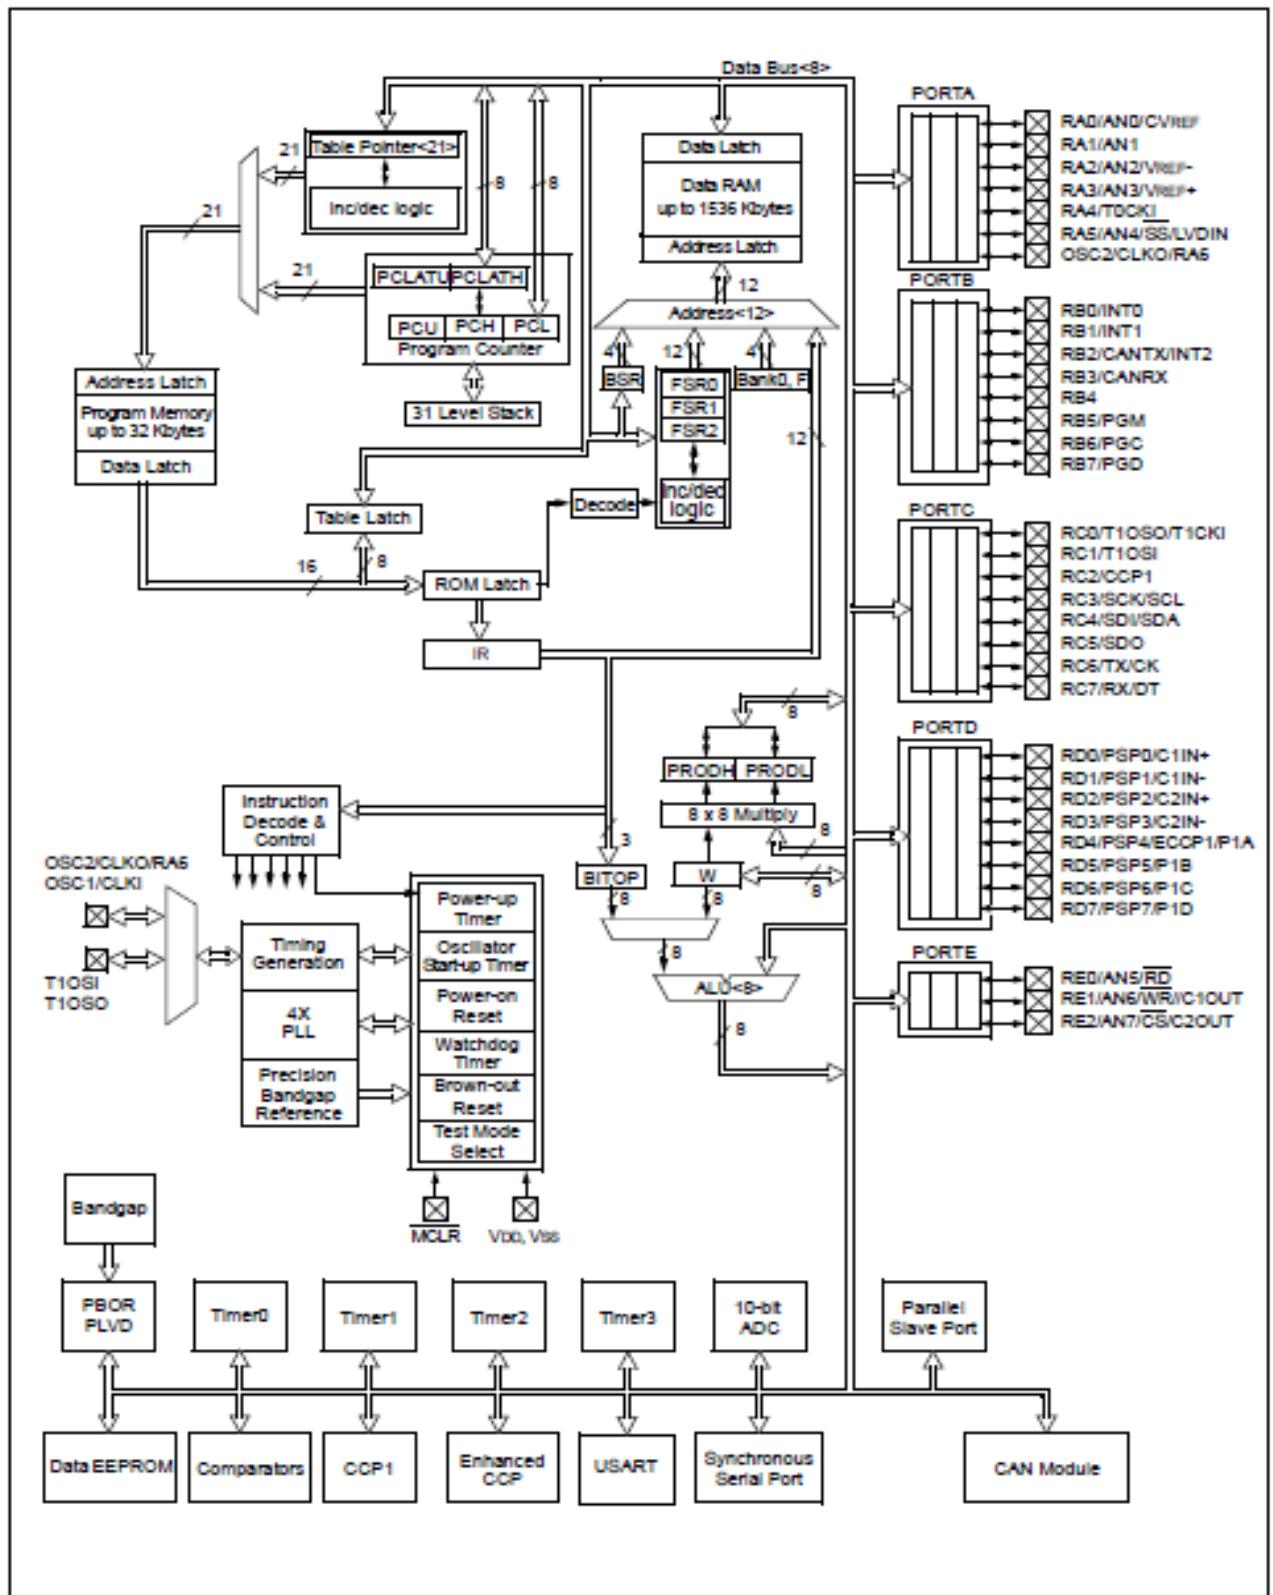 Data Bus<8>
21
Table Pointer<21>
inc/dec logic
21
8
8
21
PCLATU PCLATH
PCU PCH PCL
Program Counter
31 Level Stack
Data Latch
Data RAM
up to 1536 Kbytes
Address Latch
12
Address<12>
4
12
4
BSR
FSR0
FSR1
FSR2
Bank0, F
inc/dec
logic
12
Address Latch
Program Memory
up to 32 Kbytes
Data Latch
Table Latch
Decode
16
8
ROM Latch
IR
8
PRODH PRODL
8 x 8 Multiply
8
3
BITOP
W
8
8
8
8
ALU<8>
8
Instruction
Decode &
Control
OSC2/CLKO/RA6
OSC1/CLKI
T1OSI
T1OSO
Timing
Generation
4X
PLL
Precision
Bandgap
Reference
Power-up
Timer
Oscillator
Start-up Timer
Power-on
Reset
Watchdog
Timer
Brown-out
Reset
Test Mode
Select
MCLR
VDD, VSS
PORTA
RA0/AN0/CVREF
RA1/AN1
RA2/AN2/VREF-
RA3/AN3/VREF+
RA4/T0CKI
RA5/AN4/SS/LVDIN
OSC2/CLKO/RA6
PORTB
RB0/INT0
RB1/INT1
RB2/CANTX/INT2
RB3/CANRX
RB4
RB5/PGM
RB6/PGC
RB7/PGD
PORTC
RC0/T1OSO/T1CKI
RC1/T1OSI
RC2/CCP1
RC3/SCK/SCL
RC4/SDI/SDA
RC5/SDO
RC6/TX/CK
RC7/RX/DT
PORTD
RD0/PSP0/C1IN+
RD1/PSP1/C1IN-
RD2/PSP2/C2IN+
RD3/PSP3/C2IN-
RD4/PSP4/ECCP1/P1A
RD5/PSP5/P1B
RD6/PSP6/P1C
RD7/PSP7/P1D
PORTE
RE0/AN5/RD
RE1/AN6/WR//C1OUT
RE2/AN7/CS/C2OUT
Bandgap
PBOR
PLVD
Timer0
Timer1
Timer2
Timer3
10-bit
ADC
Parallel
Slave Port
Data EEPROM
Comparators
CCP1
Enhanced
CCP
USART
Synchronous
Serial Port
CAN Module